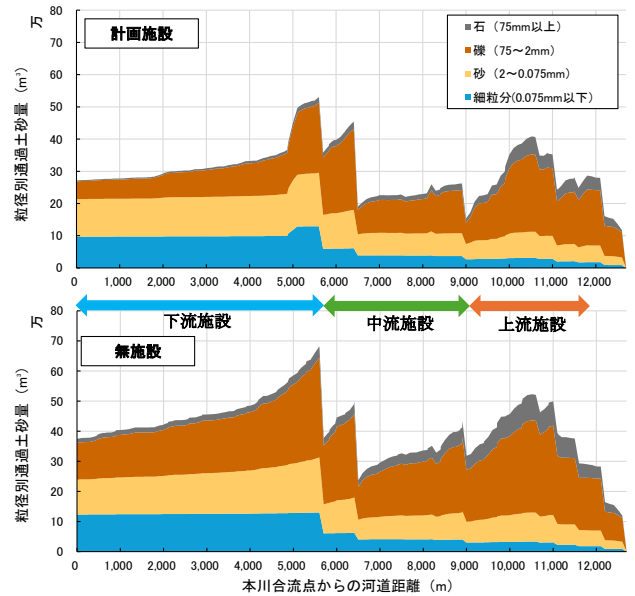 万
計画施設
石 (75mm以上)
礫 (75~2mm)
砂 (2~0.075mm)
細粒分(0.075mm以下)
粒径別通過土砂量 (m³)
80
70
60
50
40
30
20
10
0
0 1,000 2,000 3,000 4,000 5,000 6,000 7,000 8,000 9,000 10,000 11,000 12,000
下流施設 中流施設 上流施設
万
無施設
粒径別通過土砂量 (m³)
80
70
60
50
40
30
20
10
0
0 1,000 2,000 3,000 4,000 5,000 6,000 7,000 8,000 9,000 10,000 11,000 12,000
本川合流点からの河道距離 (m)